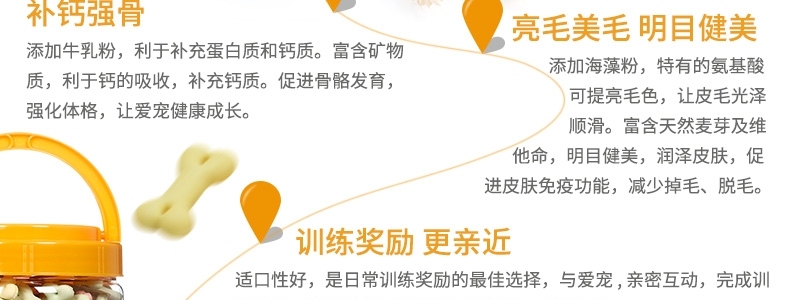 补钙强骨
添加牛乳粉，利于补充蛋白质和钙质。富含矿物
质，利于钙的吸收，补充钙质。促进骨骼发育，
强化体格，让爱宠健康成长。
亮毛美毛 明目健美
添加海藻粉，特有的氨基酸
可提亮毛色，让皮毛光泽
顺滑。富含天然麦芽及维
他命，明目健美，润泽皮肤，促
进皮肤免疫功能，减少掉毛、脱毛。
训练奖励 更亲近
适口性好，是日常训练奖励的最佳选择，与爱宠 , 亲密互动，完成训